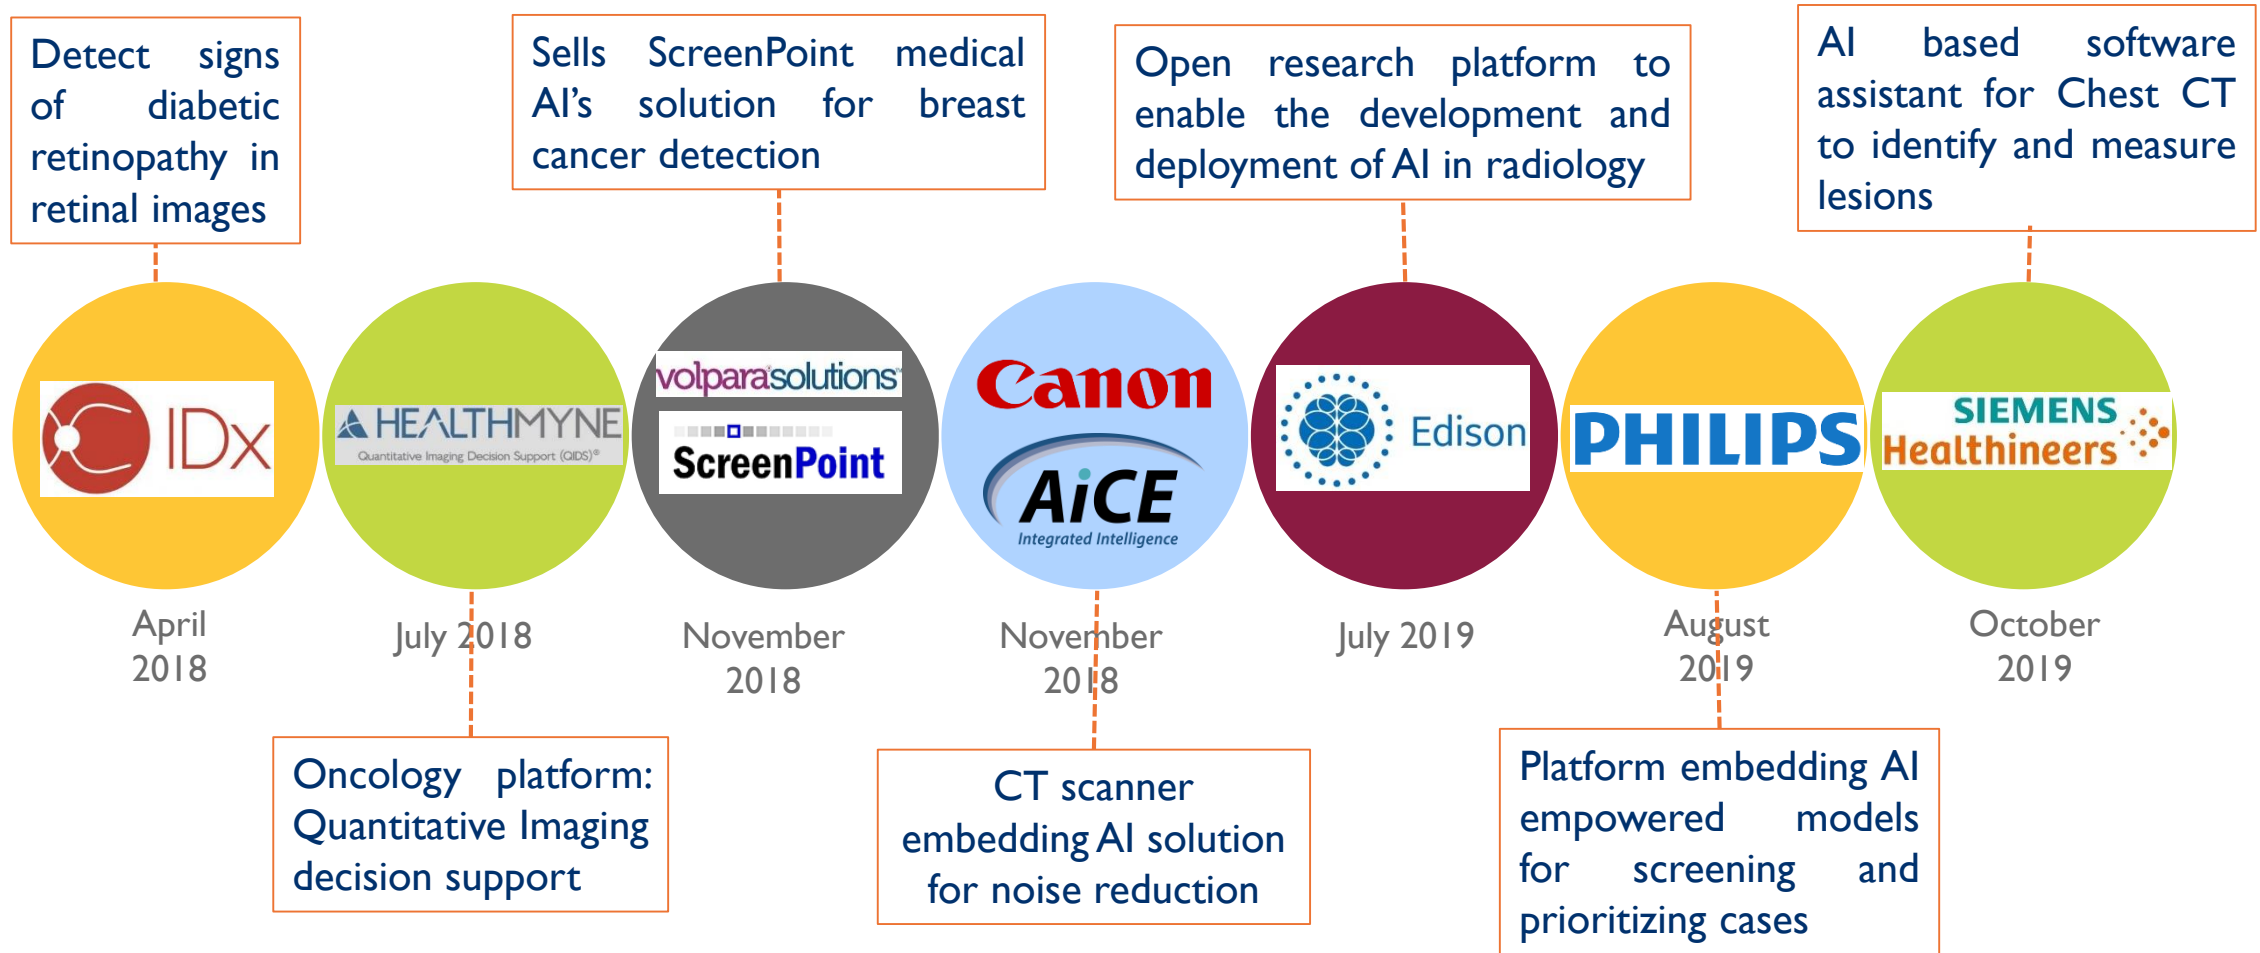 Detect signs
of diabetic
retinopathy in
retinal images
Sells ScreenPoint medical
AI’s solution for breast
cancer detection
Open research platform to
enable the development and
deployment of AI in radiology
AI based software
assistant for Chest CT
to identify and measure
lesions
IDx
HEALTHMYNE
Quantitative Imaging Decision Support (QIDS)®
volparasolutions™
ScreenPoint
Canon
AiCE
Integrated Intelligence
Edison
PHILIPS
SIEMENS
Healthineers
April
2018
July 2018
November
2018
November
2018
July 2019
August
2019
October
2019
Oncology platform:
Quantitative Imaging
decision support
CT scanner
embedding AI solution
for noise reduction
Platform embedding AI
empowered models
for screening and
prioritizing cases